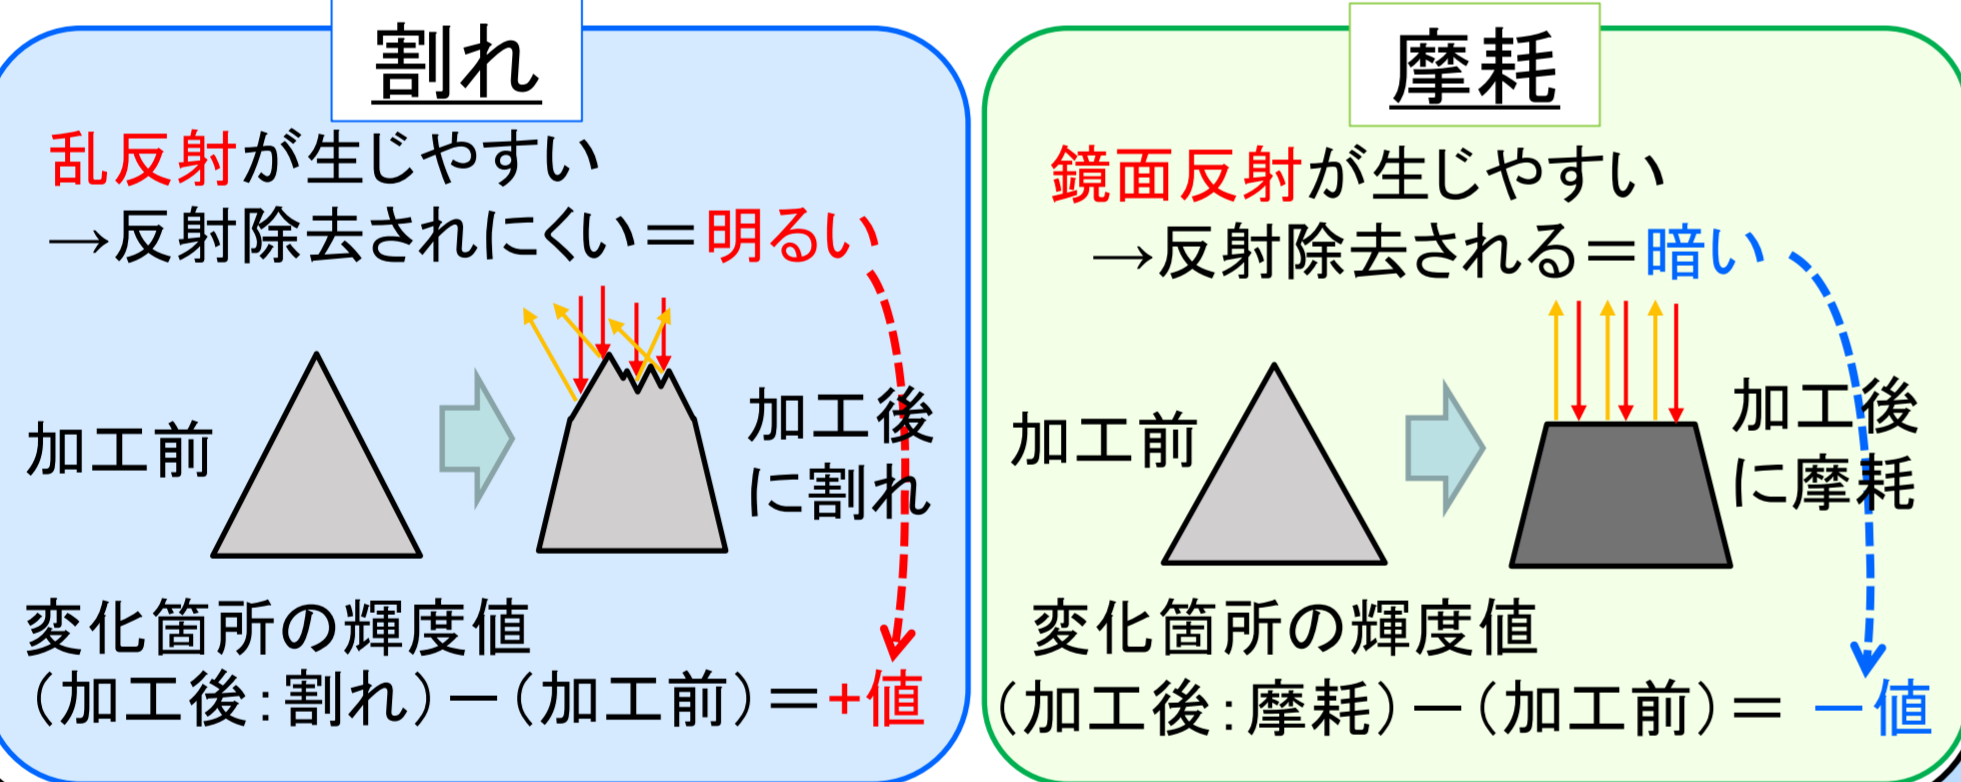 割れ
乱反射が生じやすい
→反射除去されにくい＝明るい
加工前
加工後
に割れ
変化箇所の輝度値
（加工後：割れ）－（加工前）＝+値
摩耗
鏡面反射が生じやすい
→反射除去される＝暗い
加工前
加工後
に摩耗
変化箇所の輝度値
（加工後：摩耗）－（加工前）＝ －値